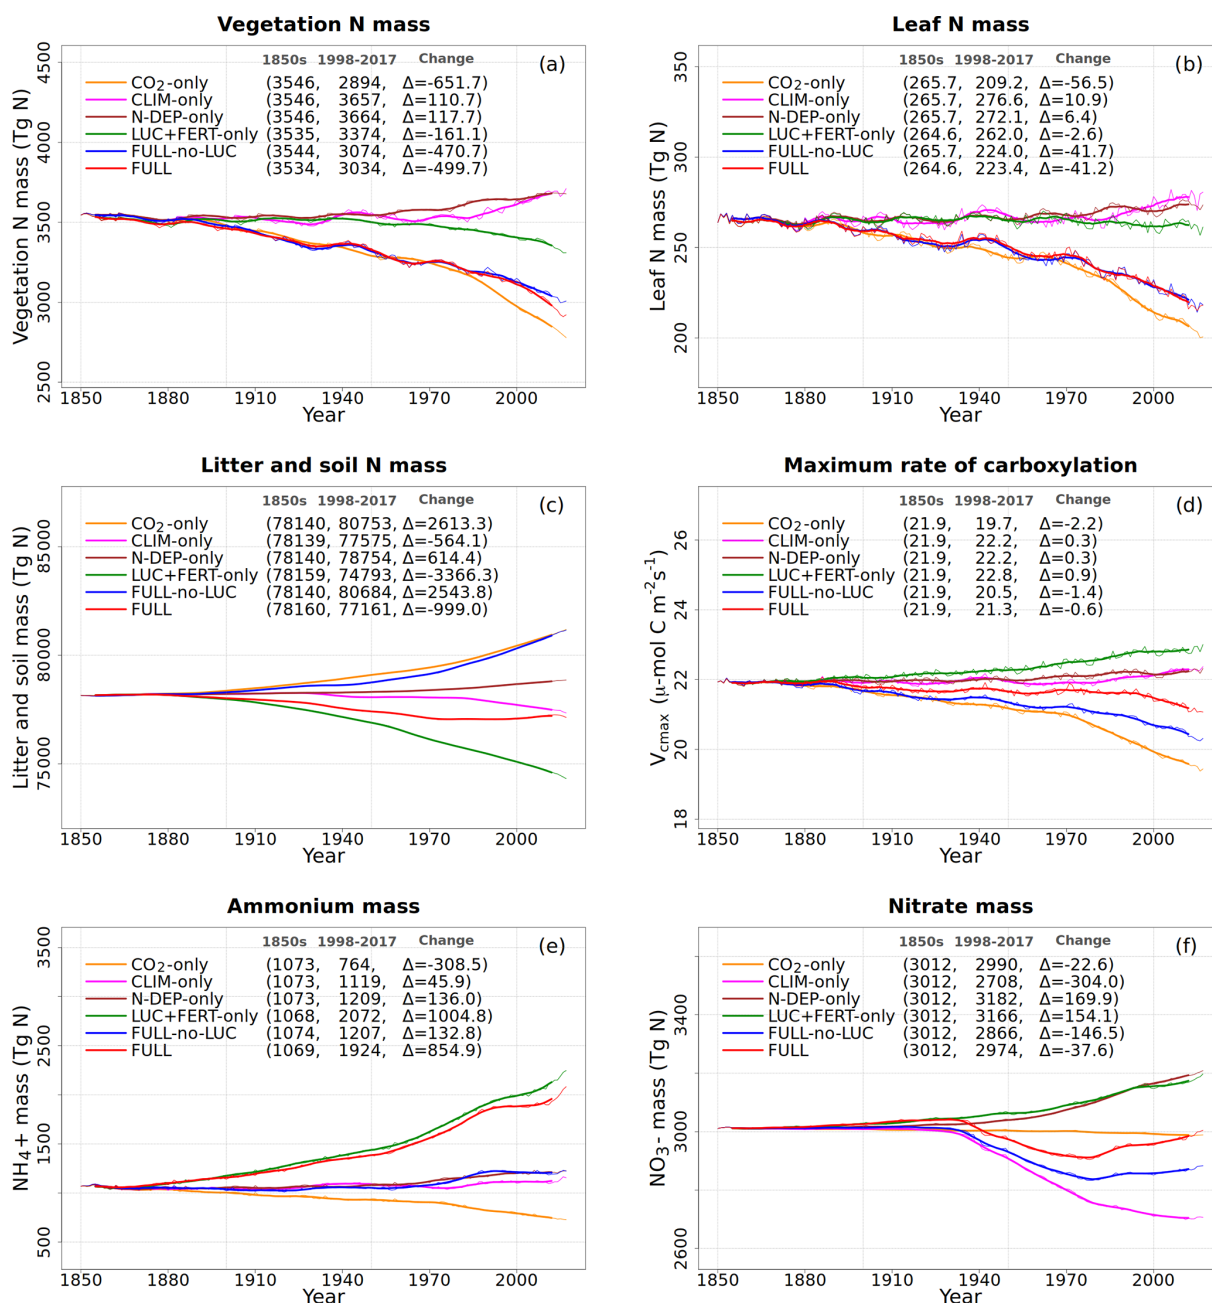 Vegetation N mass
1850s 1998-2017 Change
(a)
CO2-only (3546, 2894, Δ=-651.7)
CLIM-only (3546, 3657, Δ=110.7)
N-DEP-only (3546, 3664, Δ=117.7)
LUC+FERT-only (3535, 3374, Δ=-161.1)
FULL-no-LUC (3544, 3074, Δ=-470.7)
FULL (3534, 3034, Δ=-499.7)
Vegetation N mass (Tg N)
4500
4000
3500
3000
2500
1850 1880 1910 1940 1970 2000
Year
Leaf N mass
1850s 1998-2017 Change
(b)
CO2-only (265.7, 209.2, Δ=-56.5)
CLIM-only (265.7, 276.6, Δ=10.9)
N-DEP-only (265.7, 272.1, Δ=6.4)
LUC+FERT-only (264.6, 262.0, Δ=-2.6)
FULL-no-LUC (265.7, 224.0, Δ=-41.7)
FULL (264.6, 223.4, Δ=-41.2)
Leaf N mass (Tg N)
350
300
250
200
1850 1880 1910 1940 1970 2000
Year
Litter and soil N mass
1850s 1998-2017 Change
(c)
CO2-only (78140, 80753, Δ=2613.3)
CLIM-only (78139, 77575, Δ=-564.1)
N-DEP-only (78140, 78754, Δ=614.4)
LUC+FERT-only (78159, 74793, Δ=-3366.3)
FULL-no-LUC (78140, 80684, Δ=2543.8)
FULL (78160, 77161, Δ=-999.0)
Litter and soil mass (Tg N)
85000
80000
75000
1850 1880 1910 1940 1970 2000
Year
Maximum rate of carboxylation
1850s 1998-2017 Change
(d)
CO2-only (21.9, 19.7, Δ=-2.2)
CLIM-only (21.9, 22.2, Δ=0.3)
N-DEP-only (21.9, 22.2, Δ=0.3)
LUC+FERT-only (21.9, 22.8, Δ=0.9)
FULL-no-LUC (21.9, 20.5, Δ=-1.4)
FULL (21.9, 21.3, Δ=-0.6)
Vcmax (μ-mol C m-2s-1)
26
24
22
20
18
1850 1880 1910 1940 1970 2000
Year
Ammonium mass
1850s 1998-2017 Change
(e)
CO2-only (1073, 764, Δ=-308.5)
CLIM-only (1073, 1119, Δ=45.9)
N-DEP-only (1073, 1209, Δ=136.0)
LUC+FERT-only (1068, 2072, Δ=1004.8)
FULL-no-LUC (1074, 1207, Δ=132.8)
FULL (1069, 1924, Δ=854.9)
NH4+ mass (Tg N)
3500
2500
1500
500
1850 1880 1910 1940 1970 2000
Year
Nitrate mass
1850s 1998-2017 Change
(f)
CO2-only (3012, 2990, Δ=-22.6)
CLIM-only (3012, 2708, Δ=-304.0)
N-DEP-only (3012, 3182, Δ=169.9)
LUC+FERT-only (3012, 3166, Δ=154.1)
FULL-no-LUC (3012, 2866, Δ=-146.5)
FULL (3012, 2974, Δ=-37.6)
NO3- mass (Tg N)
3400
3000
2600
1850 1880 1910 1940 1970 2000
Year